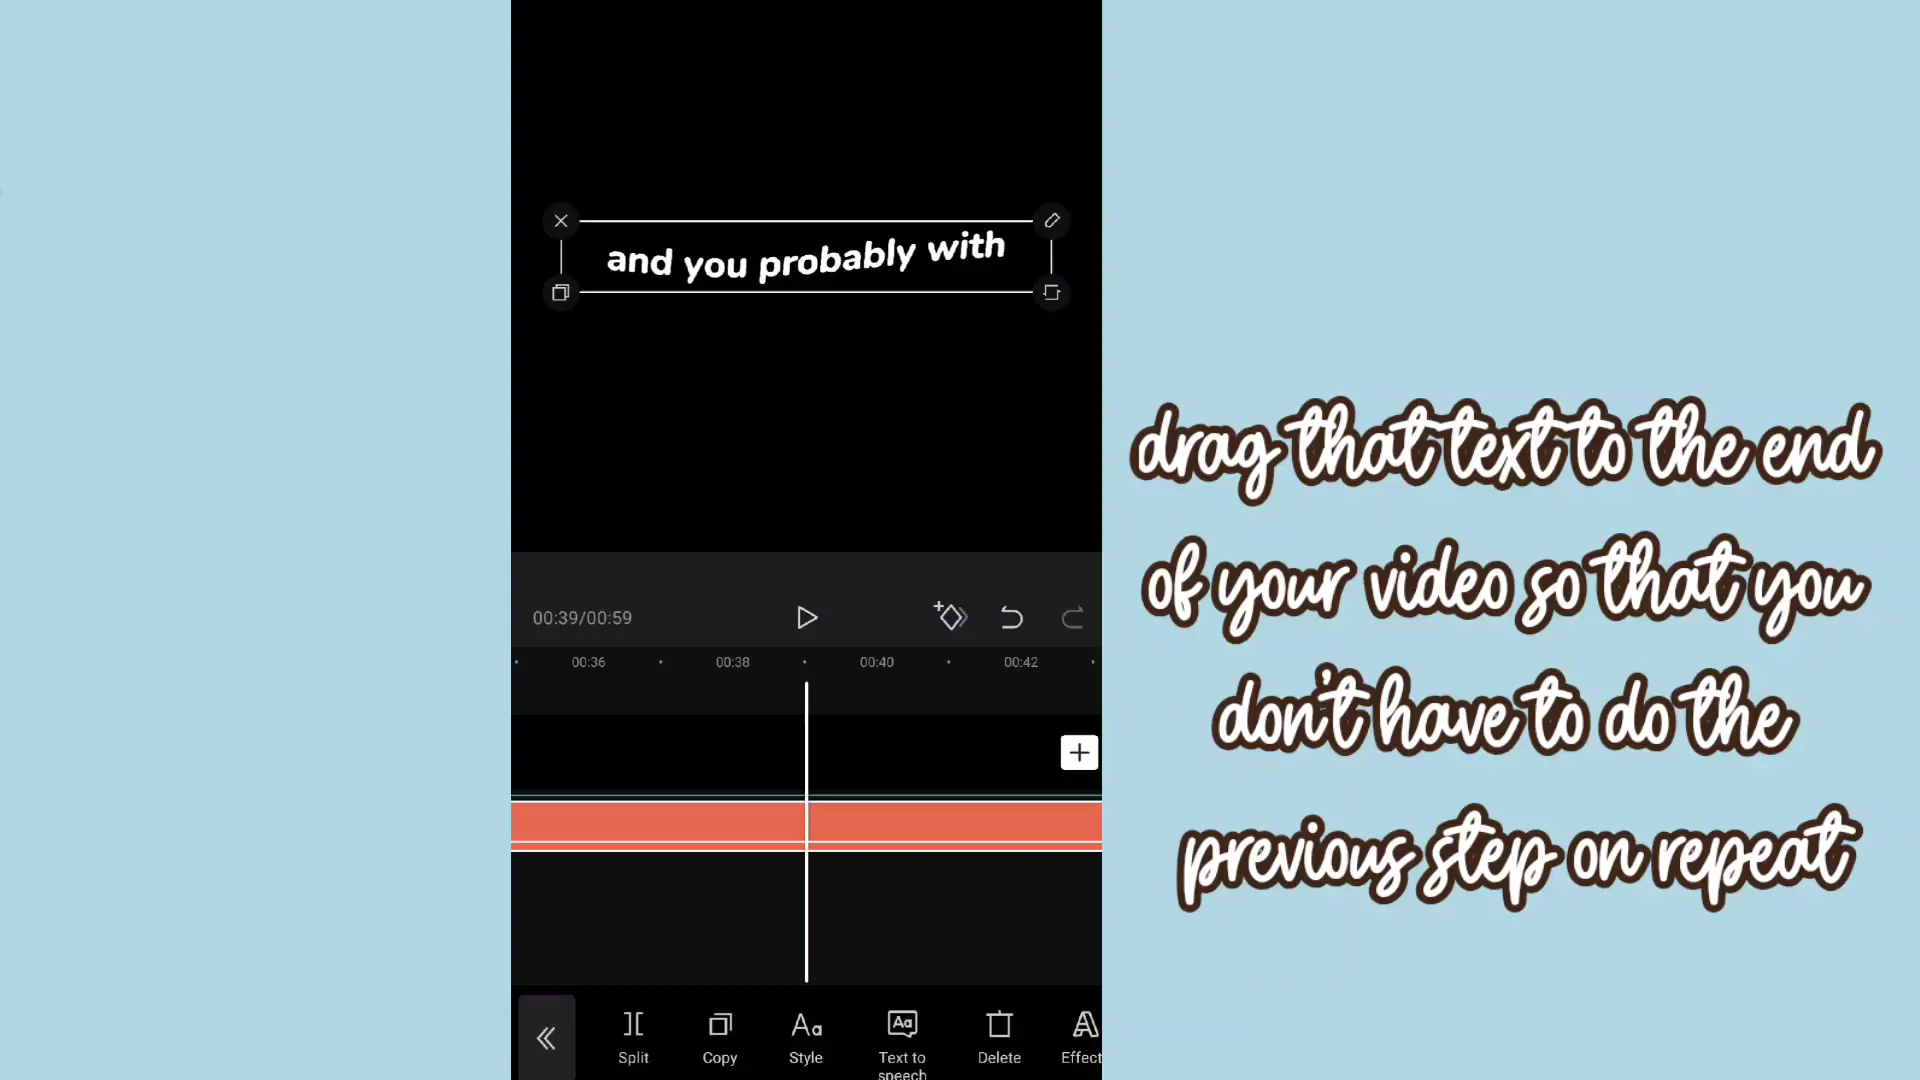 and you probably with
00:39/00:59
00:36 00:38 00:40 00:42
Split Copy Style Text to speech Delete Effect
drag that text to the end
of your video so that you
don't have to do the
previous step on repeat